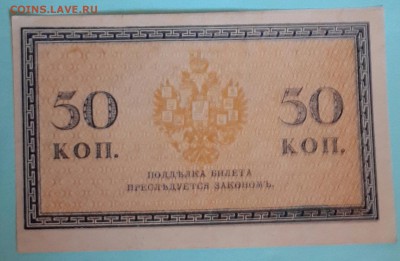 COINS.LAVE.RU
50 50
КОП. КОП.
ПОДДѢЛКА БИЛЕТА
ПРЕСЛѢДУЕТСЯ ЗАКОНОМЪ.